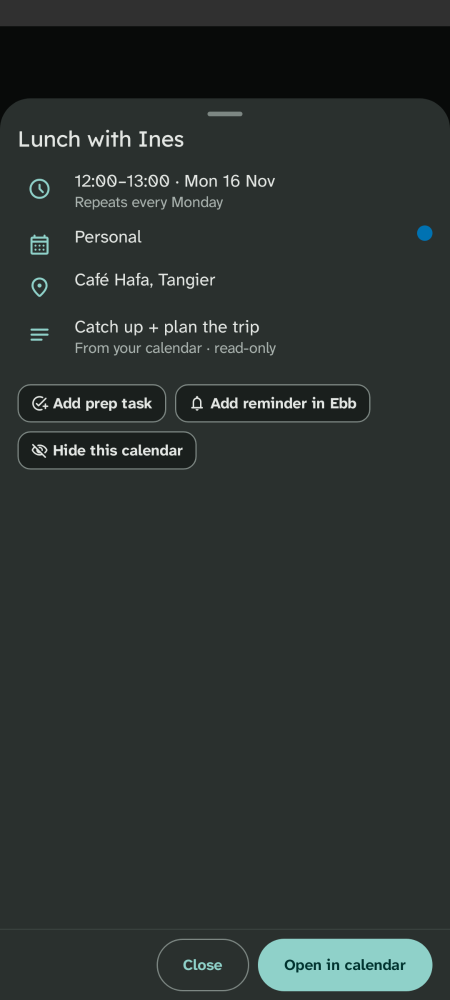 Lunch with Ines
12:00–13:00 · Mon 16 Nov
Repeats every Monday
Personal
Café Hafa, Tangier
Catch up + plan the trip
From your calendar · read-only
Add prep task
Add reminder in Ebb
Hide this calendar
Close
Open in calendar